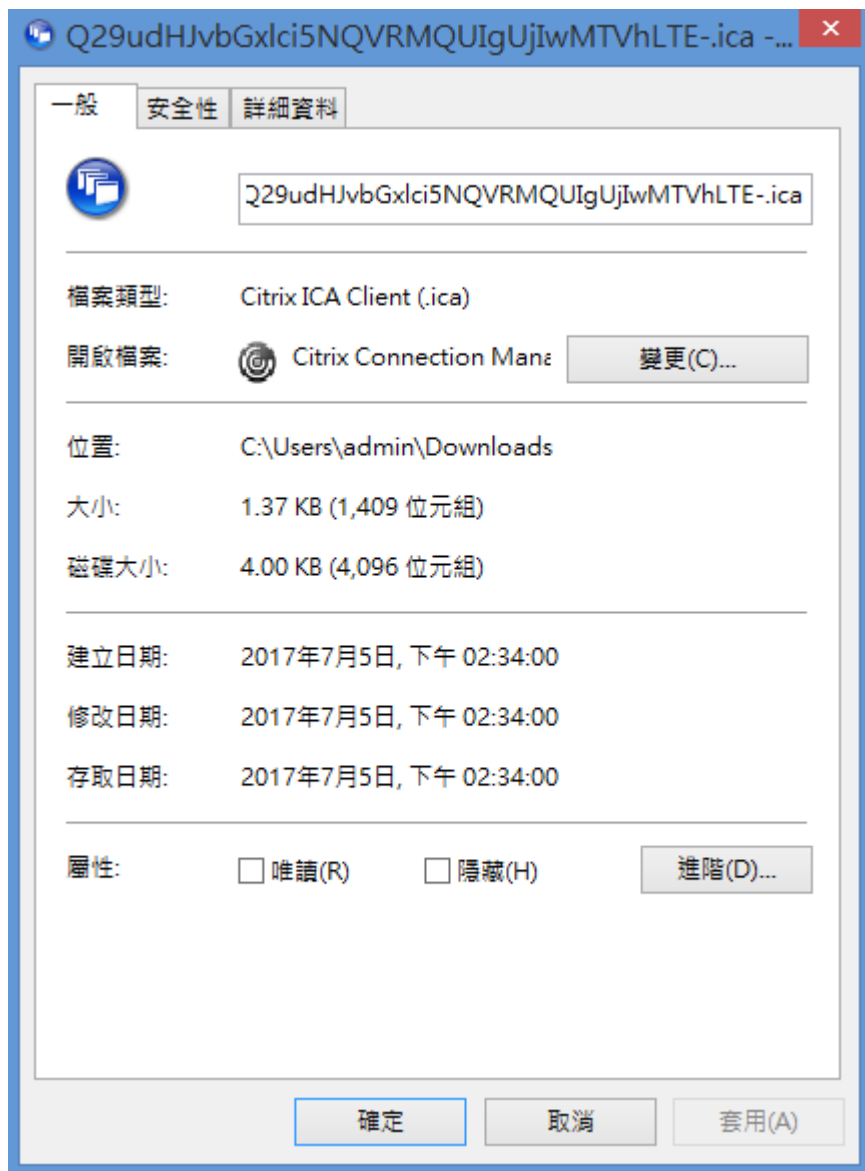 Q29udHJvbGxlci5NQVRMQUIgUjIwMTVhLTE-.ica -...
一般 安全性 詳細資料
Q29udHJvbGxlci5NQVRMQUIgUjIwMTVhLTE-.ica
檔案類型: Citrix ICA Client (.ica)
開啟檔案: Citrix Connection Mana 變更(C)...
位置: C:\Users\admin\Downloads
大小: 1.37 KB (1,409 位元組)
磁碟大小: 4.00 KB (4,096 位元組)
建立日期: 2017年7月5日, 下午 02:34:00
修改日期: 2017年7月5日, 下午 02:34:00
存取日期: 2017年7月5日, 下午 02:34:00
屬性: 唯讀(R) 隱藏(H) 進階(D)...
確定 取消 套用(A)